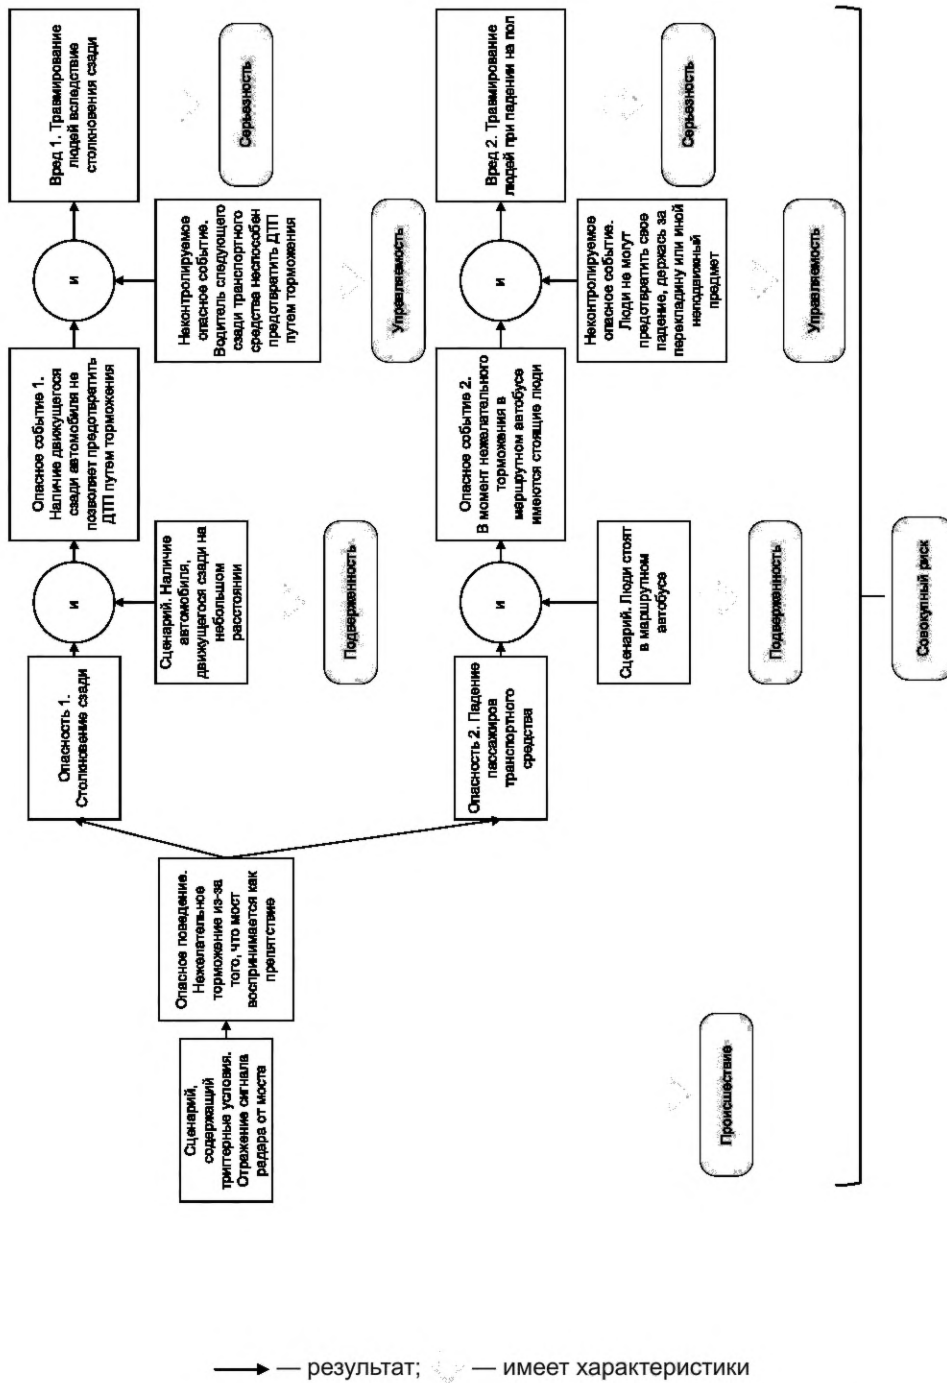 Сценарий,
содержащий
триггерные условия.
Отражение сигнала
радара от моста
Опасное поведение.
Нежелательное
торможение из-за
того, что мост
воспринимается как
препятствие
Опасность 1.
Столкновение сзади
и
Сценарий. Наличие
автомобиля,
движущегося сзади на
небольшом
расстоянии
Опасное событие 1.
Наличие движущегося
сзади автомобиля не
позволяет предотвратить
ДТП путем торможения
и
Неконтролируемое
опасное событие.
Водитель следующего
сзади транспортного
средства неспособен
предотвратить ДТП
путем торможения
Вред 1. Травмирование
людей вследствие
столкновения сзади
Подверженность
Управляемость
Серьезность
Опасность 2. Падение
пассажиров
транспортного
средства
и
Сценарий. Люди стоят
в маршрутном
автобусе
Опасное событие 2.
В момент нежелательного
торможения в
маршрутном автобусе
имеются стоящие люди
и
Неконтролируемое
опасное событие.
Люди не могут
предотвратить свое
падение, держась за
перекладину или иной
неподвижный
предмет
Вред 2. Травмирование
людей при падении на пол
Происшествие
Подверженность
Управляемость
Серьезность
Совокупный риск
— результат; — имеет характеристики